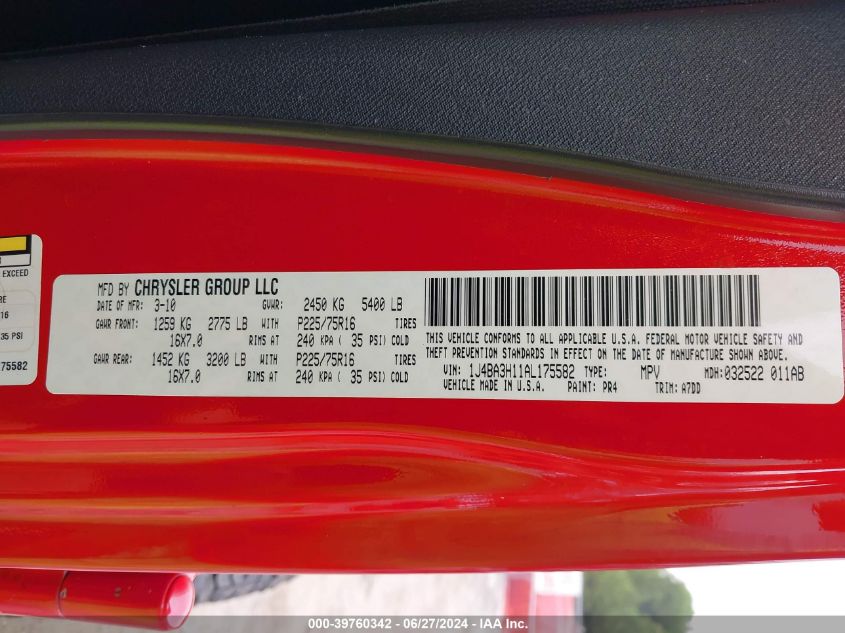 EXCEED
RE
16
35 PSI
175582
MFD BY CHRYSLER GROUP LLC
DATE OF MFR: 3-10 GVWR: 2450 KG 5400 LB
GAWR FRONT: 1259 KG 2775 LB WITH P225/75R16 TIRES
16X7.0 RIMS AT 240 KPA ( 35 PSI) COLD
GAWR REAR: 1452 KG 3200 LB WITH P225/75R16 TIRES
16X7.0 RIMS AT 240 KPA ( 35 PSI) COLD
THIS VEHICLE CONFORMS TO ALL APPLICABLE U.S.A. FEDERAL MOTOR VEHICLE SAFETY AND
THEFT PREVENTION STANDARDS IN EFFECT ON THE DATE OF MANUFACTURE SHOWN ABOVE.
VIN: 1J4BA3H11AL175582 TYPE: MPV MDH: 032522 011AB
VEHICLE MADE IN U.S.A. PAINT: PR4 TRIM: A7DD
000-39760342 - 06/27/2024 - IAA Inc.